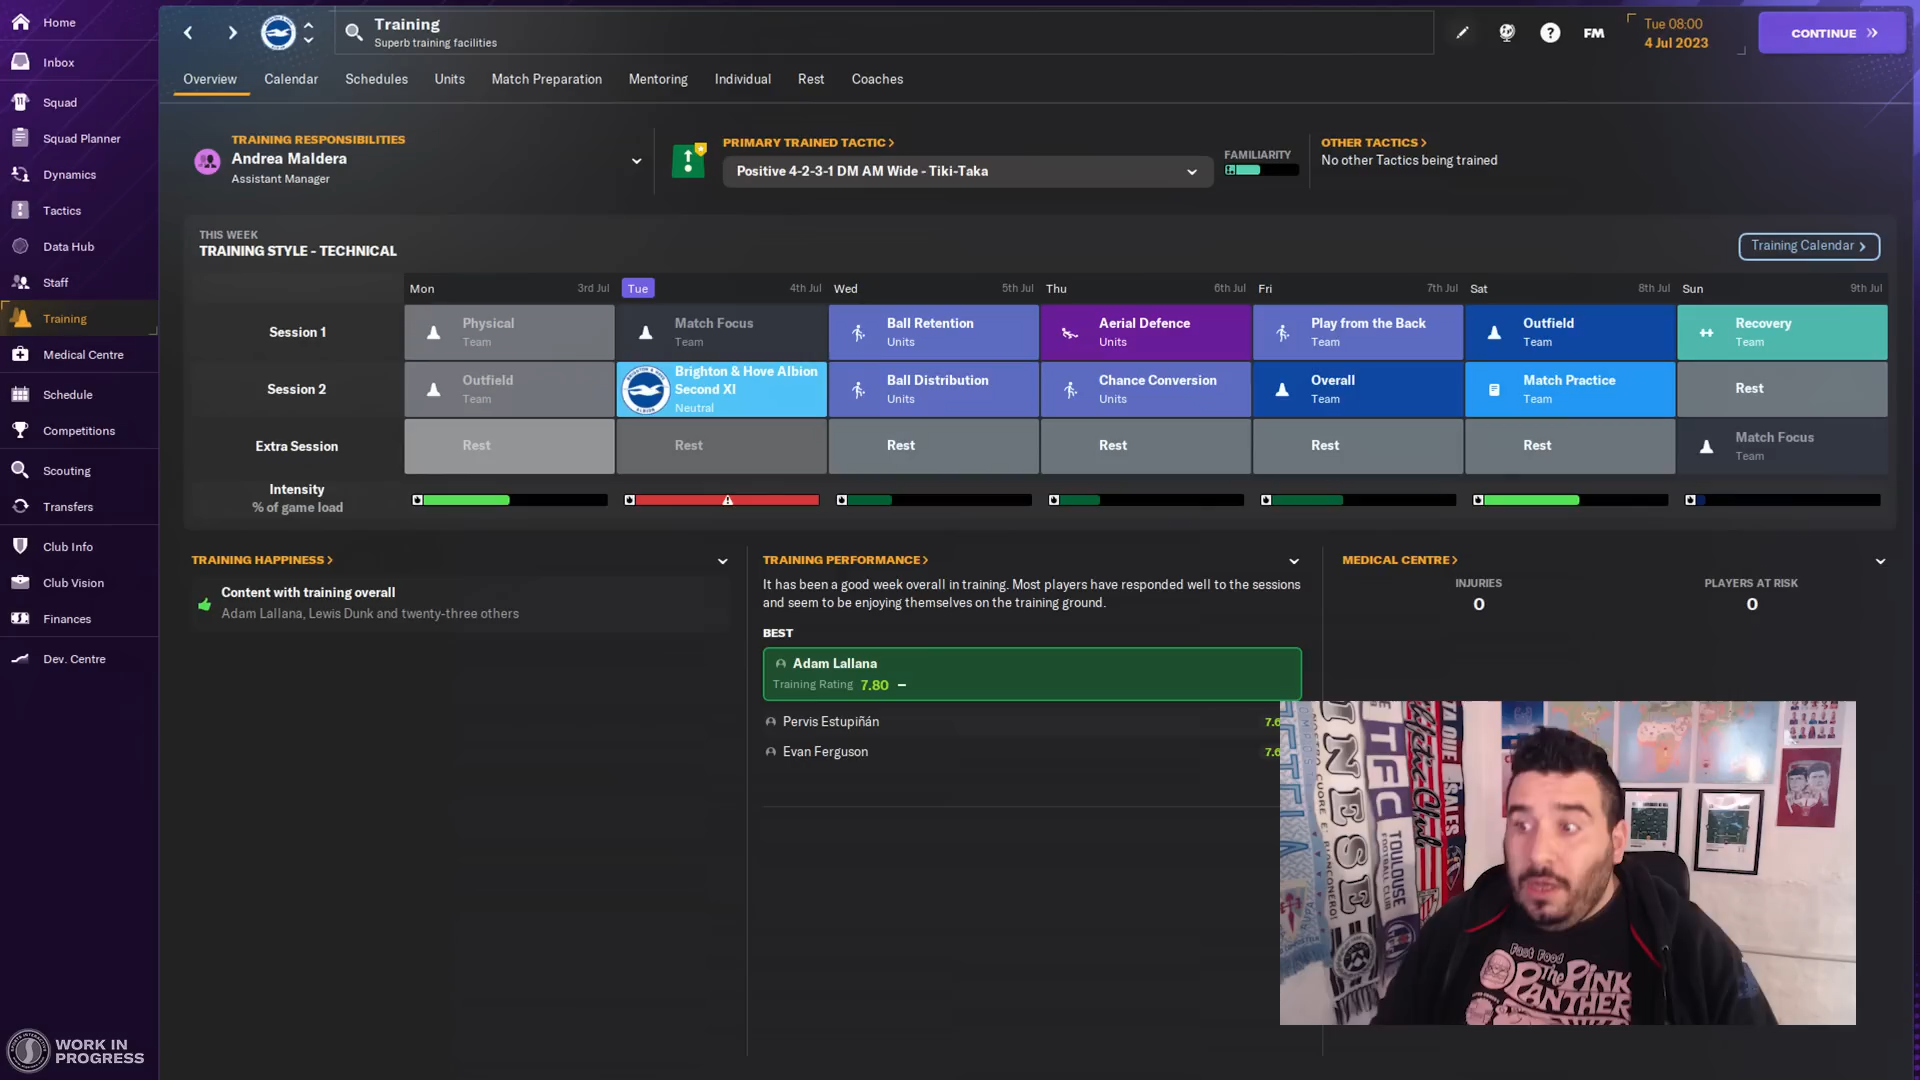 Home
Inbox
Squad
Squad Planner
Dynamics
Tactics
Data Hub
Staff
Training
Medical Centre
Schedule
Competitions
Scouting
Transfers
Club Info
Club Vision
Finances
Dev. Centre
WORK IN
PROGRESS
Training
Superb training facilities
FM
Tue 08:00
4 Jul 2023
CONTINUE
Overview Calendar Schedules Units Match Preparation Mentoring Individual Rest Coaches
TRAINING RESPONSIBILITIES
Andrea Maldera
Assistant Manager
PRIMARY TRAINED TACTIC
Positive 4-2-3-1 DM AM Wide - Tiki-Taka
FAMILIARITY
OTHER TACTICS
No other Tactics being trained
THIS WEEK
TRAINING STYLE - TECHNICAL
Training Calendar
Mon 3rd Jul Tue 4th Jul Wed 5th Jul Thu 6th Jul Fri 7th Jul Sat 8th Jul Sun 9th Jul
Session 1
Physical
Team
Match Focus
Team
Ball Retention
Units
Aerial Defence
Units
Play from the Back
Team
Outfield
Team
Recovery
Team
Session 2
Outfield
Team
Brighton & Hove Albion
Second XI
Neutral
Ball Distribution
Units
Chance Conversion
Units
Overall
Team
Match Practice
Team
Rest
Extra Session
Rest
Rest
Rest
Rest
Rest
Rest
Match Focus
Team
Intensity
% of game load
TRAINING HAPPINESS
Content with training overall
Adam Lallana, Lewis Dunk and twenty-three others
TRAINING PERFORMANCE
It has been a good week overall in training. Most players have responded well to the sessions
and seem to be enjoying themselves on the training ground.
BEST
Adam Lallana
Training Rating 7.80 –
Pervis Estupiñán
Evan Ferguson
MEDICAL CENTRE
INJURIES
0
PLAYERS AT RISK
0
TFC
TOULOUSE
FOOTBALL CLUB
Fast Food
THE PINK
PANTHER